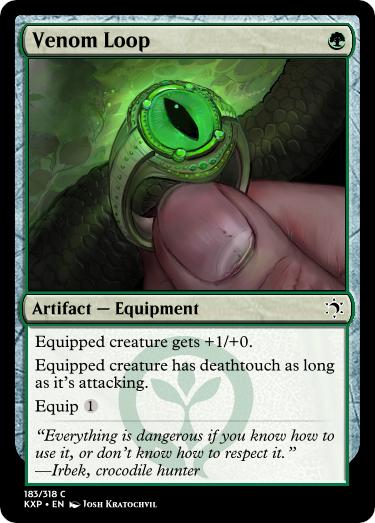 Venom Loop
Artifact — Equipment
Equipped creature gets +1/+0.
Equipped creature has deathtouch as long
as it's attacking.
Equip 1
“Everything is dangerous if you know how to
use it, or don't know how to respect it.”
—Irbek, crocodile hunter
183/318 C
KXP • EN Josh Kratochvil